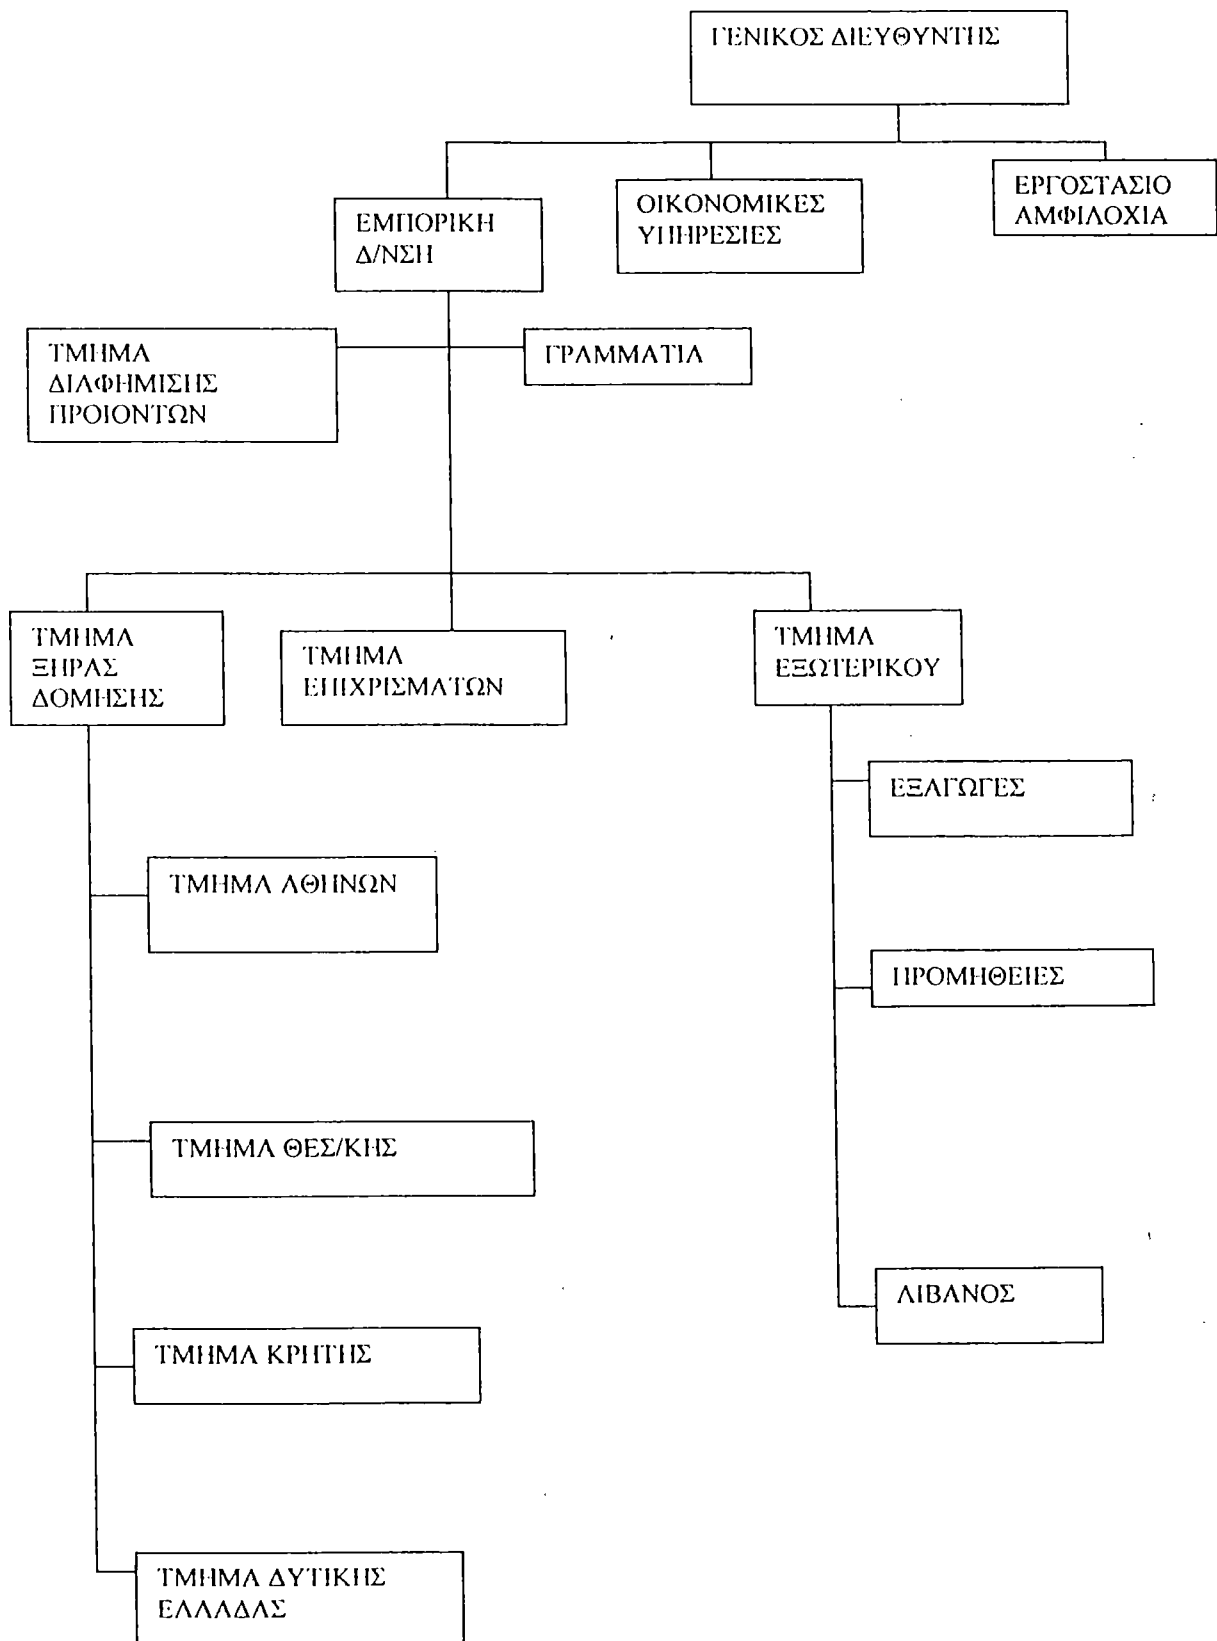 ΓΕΝΙΚΟΣ ΔΙΕΥΘΥΝΤΗΣ
ΕΜΠΟΡΙΚΗ
Δ/ΝΣΗ
ΟΙΚΟΝΟΜΙΚΕΣ
ΥΠΗΡΕΣΙΕΣ
ΕΡΓΟΣΤΑΣΙΟ
ΑΜΦΙΛΟΧΙΑ
ΤΜΗΜΑ
ΔΙΑΦΗΜΙΣΗΣ
ΠΡΟΙΟΝΤΩΝ
ΓΡΑΜΜΑΤΙΑ
ΤΜΗΜΑ
ΞΗΡΑΣ
ΔΟΜΗΣΗΣ
ΤΜΗΜΑ
ΕΠΙΧΡΙΣΜΑΤΩΝ
ΤΜΗΜΑ
ΕΞΩΤΕΡΙΚΟΥ
ΕΞΑΓΩΓΕΣ
ΤΜΗΜΑ ΑΘΗΝΩΝ
ΠΡΟΜΗΘΕΙΕΣ
ΤΜΗΜΑ ΘΕΣ/ΚΗΣ
ΛΙΒΑΝΟΣ
ΤΜΗΜΑ ΚΡΗΤΗΣ
ΤΜΗΜΑ ΔΥΤΙΚΗΣ
ΕΛΛΑΔΑΣ